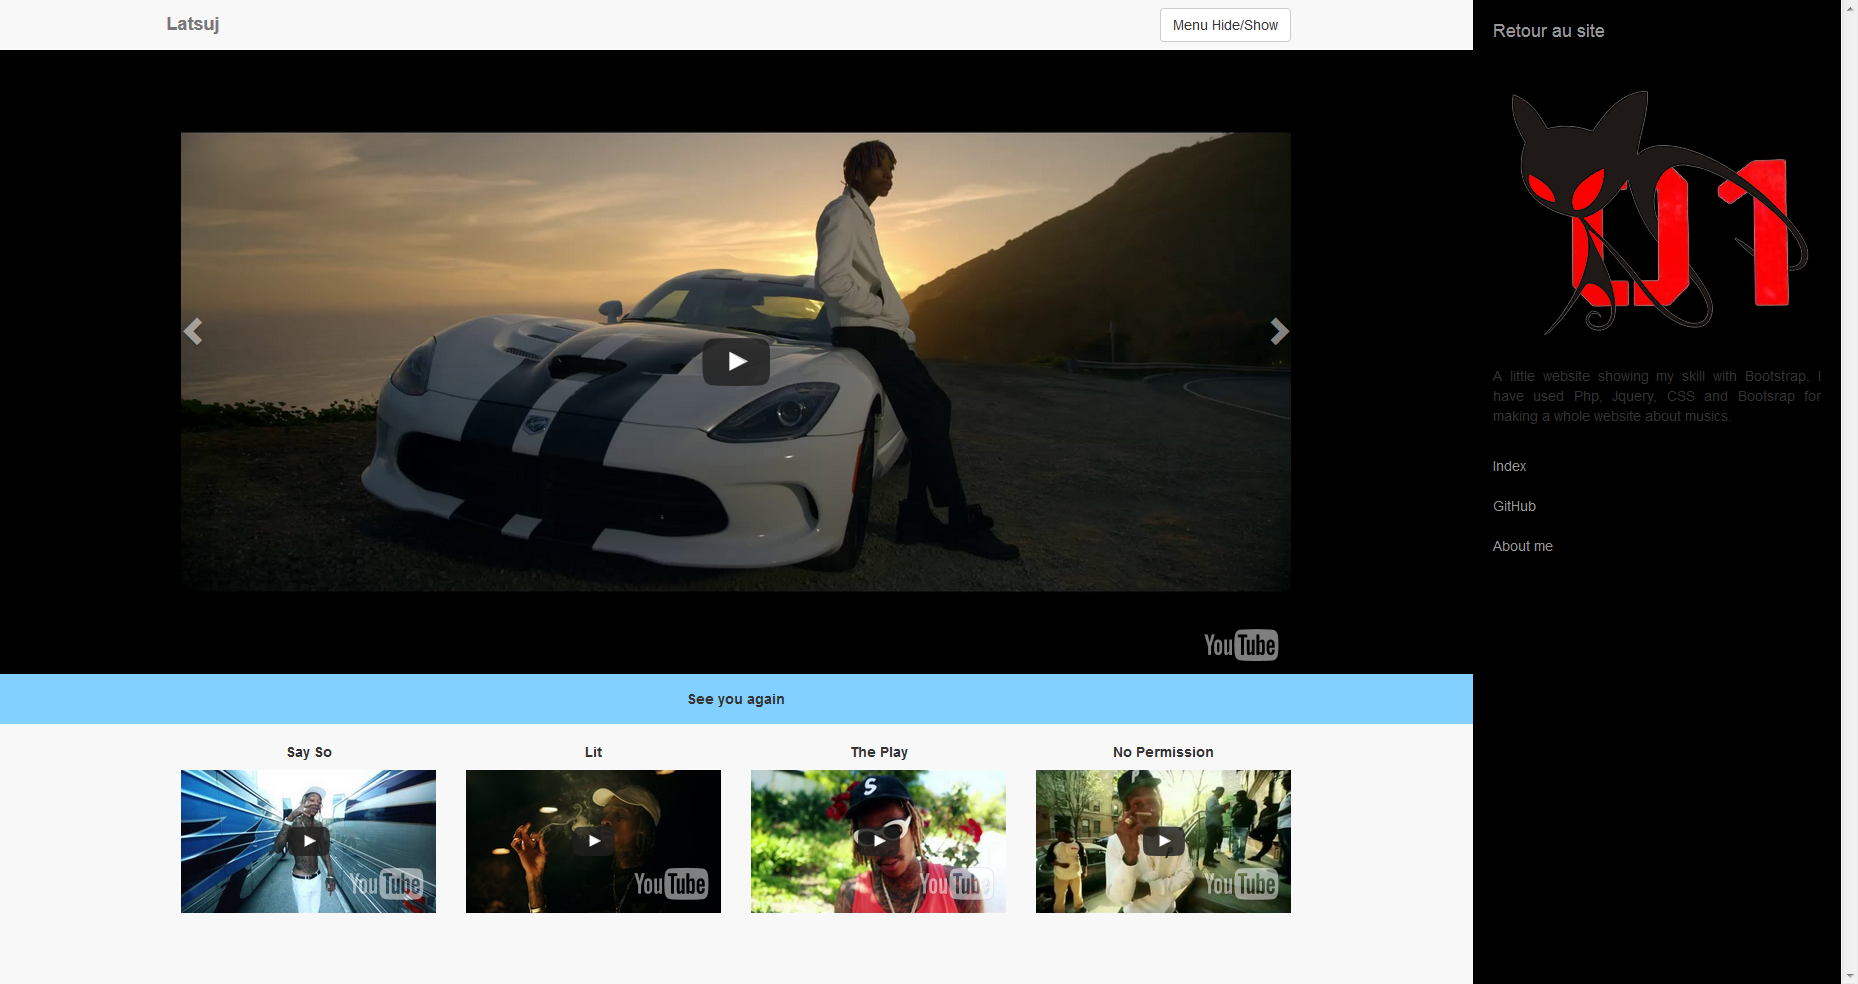 Latsuj
Menu Hide/Show
YouTube
See you again
Say So
Lit
The Play
No Permission
YouTube
YouTube
S
YouTube
YouTube
Retour au site
01
A little website showing my skill with Bootstrap, I
have used Php, Jquery, CSS and Bootsrap for
making a whole website about musics.
Index
GitHub
About me